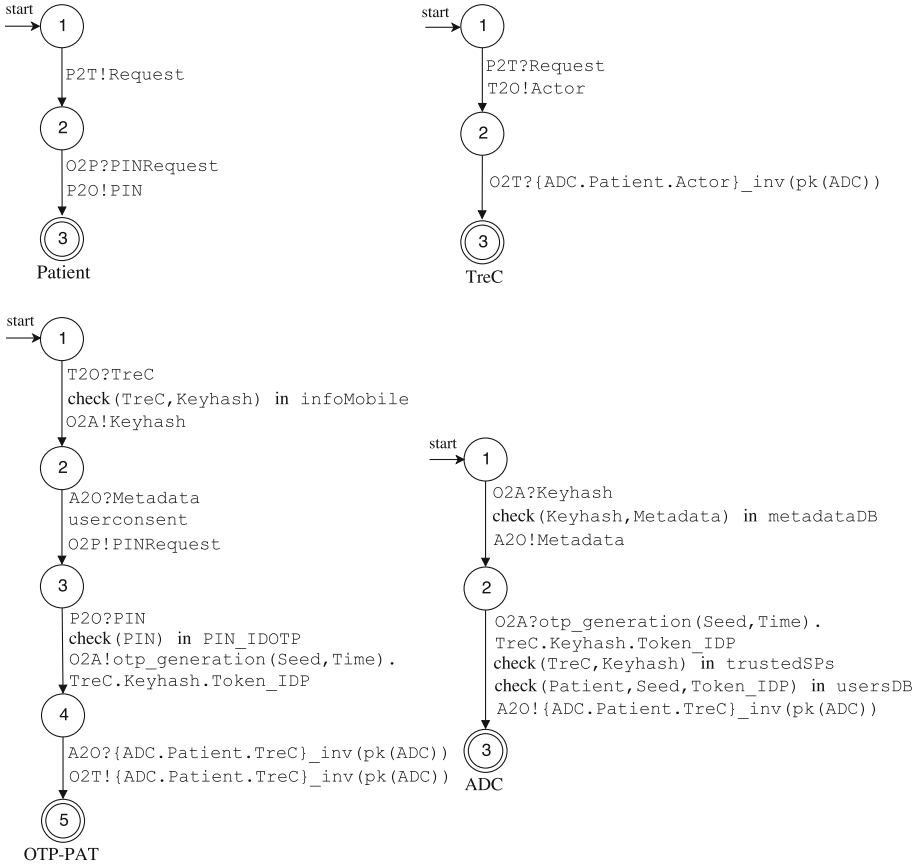 start
1
P2T!Request
2
O2P?PINRequest
P2O!PIN
3
Patient
start
1
P2T?Request
T2O!Actor
2
O2T?{ADC.Patient.Actor}_inv(pk(ADC))
3
TreC
start
1
T2O?TreC
check(TreC,Keyhash) in infoMobile
O2A!Keyhash
2
A2O?Metadata
userconsent
O2P!PINRequest
3
P2O?PIN
check(PIN) in PIN_IDOTP
O2A!otp_generation(Seed,Time).
TreC.Keyhash.Token_IDP
4
A2O?{ADC.Patient.TreC}_inv(pk(ADC))
O2T!{ADC.Patient.TreC}_inv(pk(ADC))
5
OTP-PAT
start
1
O2A?Keyhash
check(Keyhash,Metadata) in metadataDB
A2O!Metadata
2
O2A?otp_generation(Seed,Time).
TreC.Keyhash.Token_IDP
check(TreC,Keyhash) in trustedSPs
check(Patient,Seed,Token_IDP) in usersDB
A2O!{ADC.Patient.TreC}_inv(pk(ADC))
3
ADC